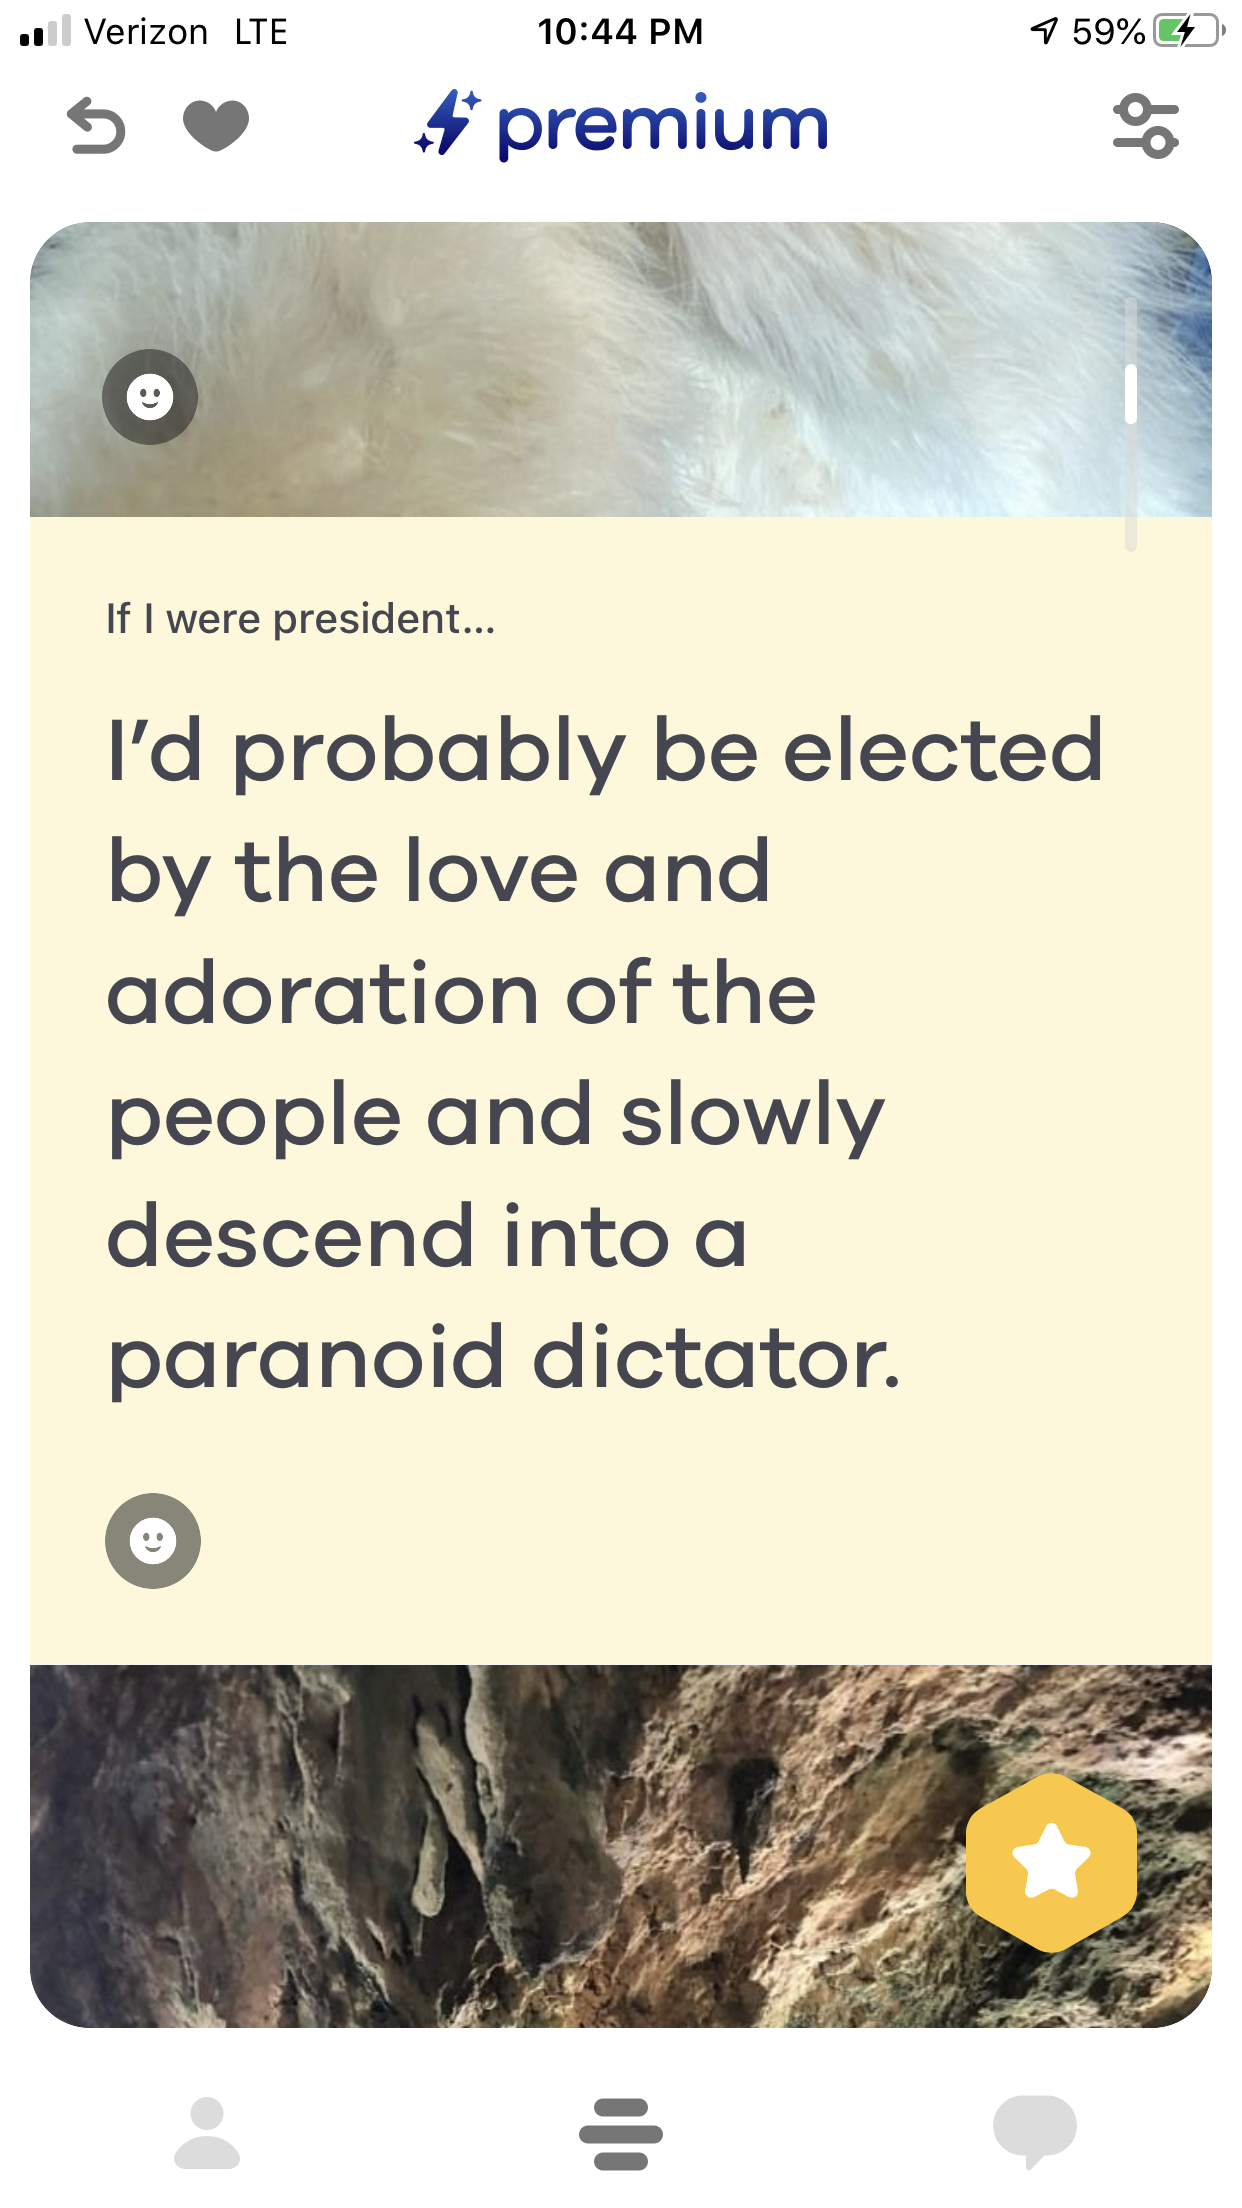 Verizon LTE 10:44 PM 59%
premium
If I were president...
I'd probably be elected
by the love and
adoration of the
people and slowly
descend into a
paranoid dictator.